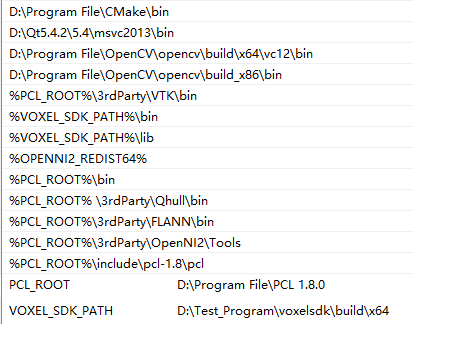 D:\Program File\CMake\bin
D:\Qt5.4.2\5.4\msvc2013\bin
D:\Program File\OpenCV\opencv\build\x64\vc12\bin
D:\Program File\OpenCV\opencv\build_x86\bin
%PCL_ROOT%\3rdParty\VTK\bin
%VOXEL_SDK_PATH%\bin
%VOXEL_SDK_PATH%\lib
%OPENNI2_REDIST64%
%PCL_ROOT%\bin
%PCL_ROOT% \3rdParty\Qhull\bin
%PCL_ROOT%\3rdParty\FLANN\bin
%PCL_ROOT%\3rdParty\OpenNI2\Tools
%PCL_ROOT%\include\pcl-1.8\pcl
PCL_ROOT D:\Program File\PCL 1.8.0
VOXEL_SDK_PATH D:\Test_Program\voxelsdk\build\x64